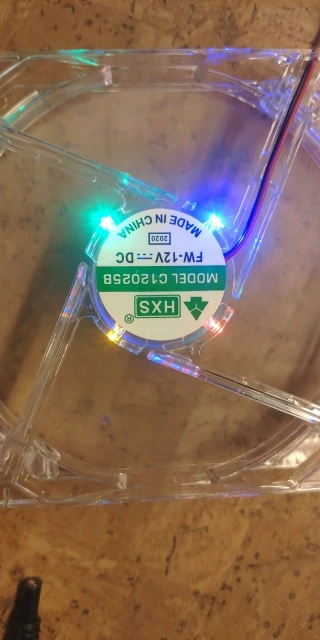 HXS®
MODEL C12025B
FW-12V ⎓ DC
2020
MADE IN CHINA